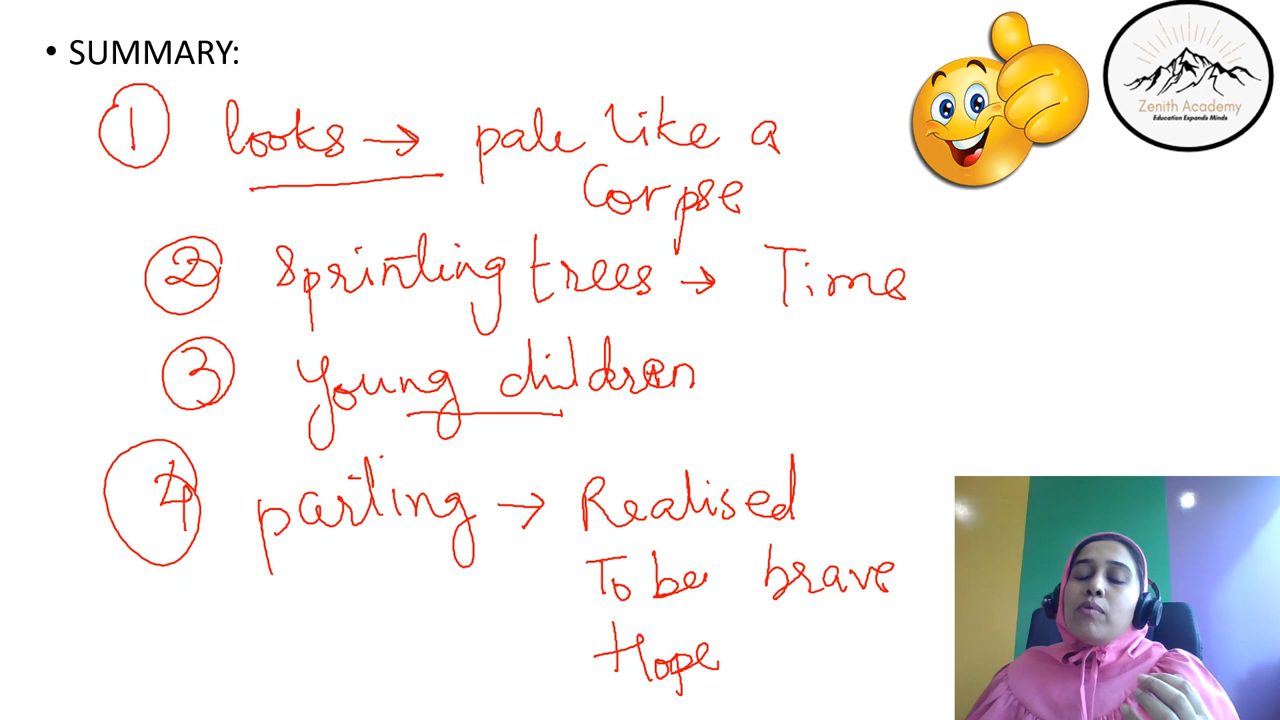 • SUMMARY:
Zenith Academy
Education Expands Minds
1 looks → pale like a
Corpse
2 Sprinting trees → Time
3 Young children
4 parting → Realised
To be brave
Hope